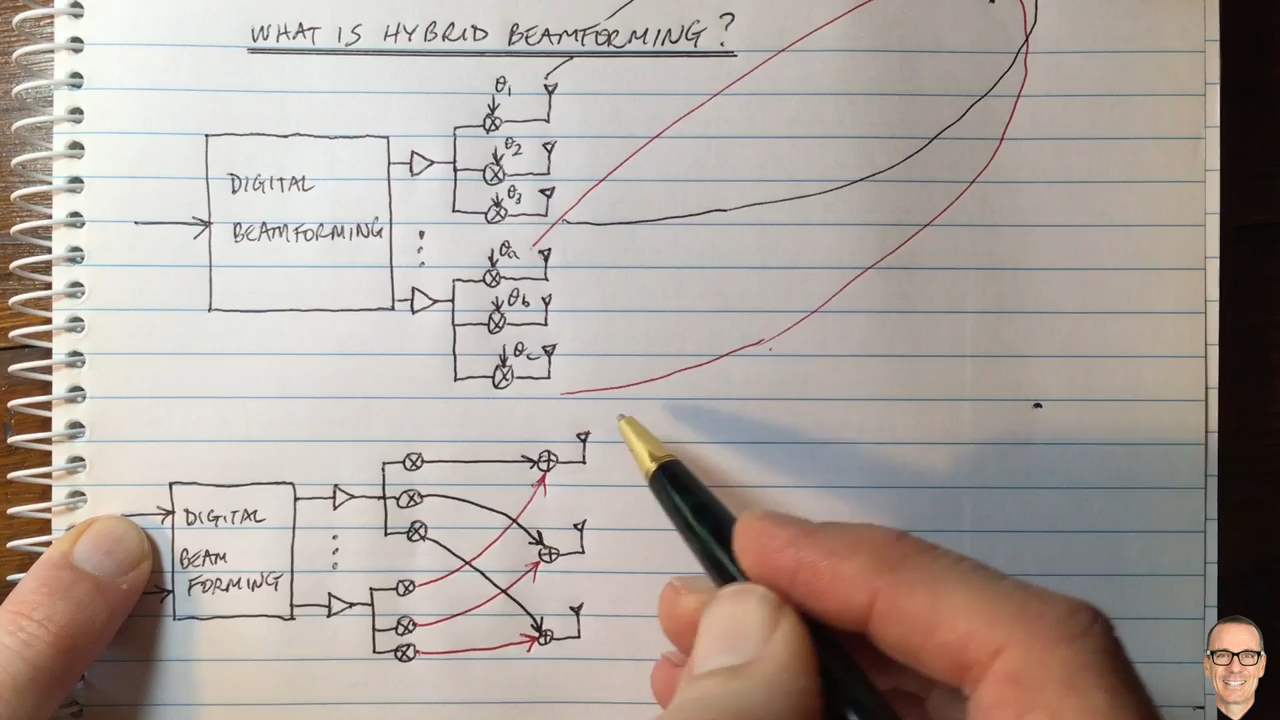 WHAT IS HYBRID BEAMFORMING?
θ1
θ2
θ3
DIGITAL
BEAMFORMING
θa
θb
θc
DIGITAL
BEAM
FORMING